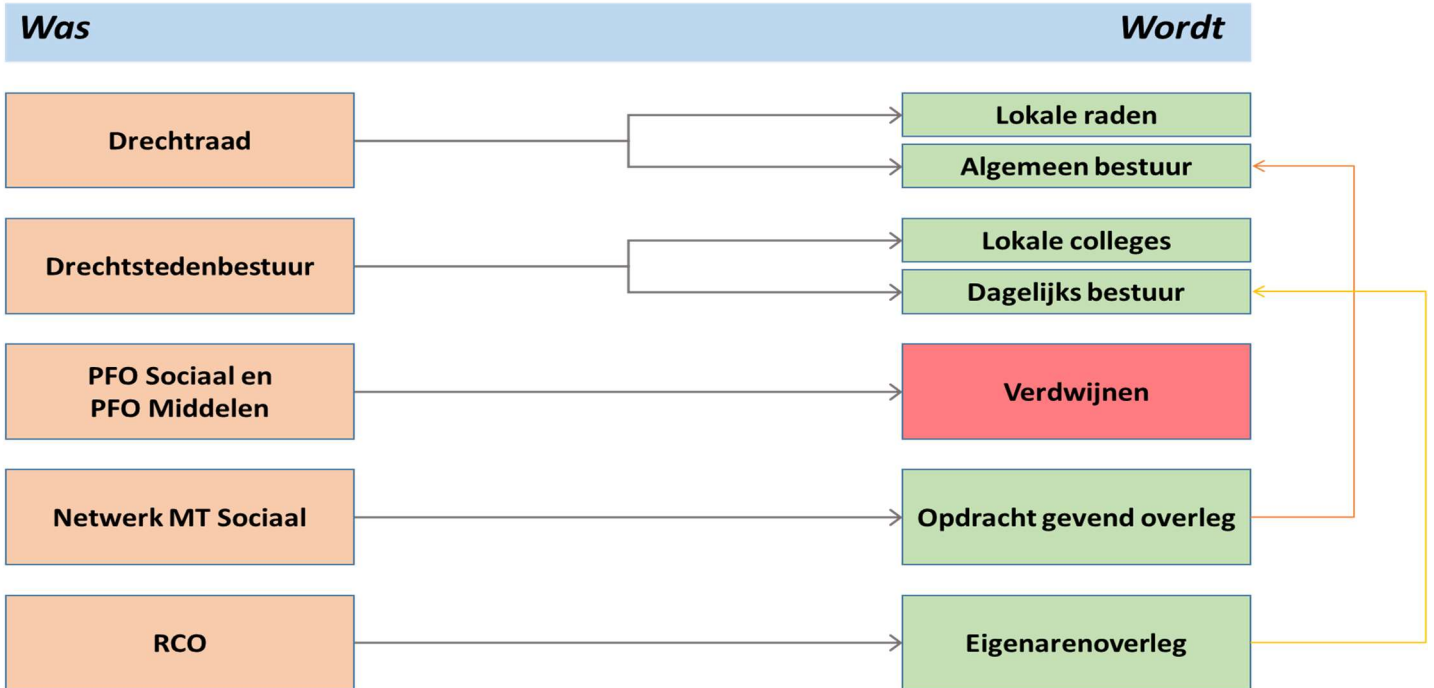 Was
Wordt
Drechtraad
Lokale raden
Algemeen bestuur
Drechtstedenbestuur
Lokale colleges
Dagelijks bestuur
PFO Sociaal en
PFO Middelen
Verdwijnen
Netwerk MT Sociaal
Opdracht gevend overleg
RCO
Eigenarenoverleg